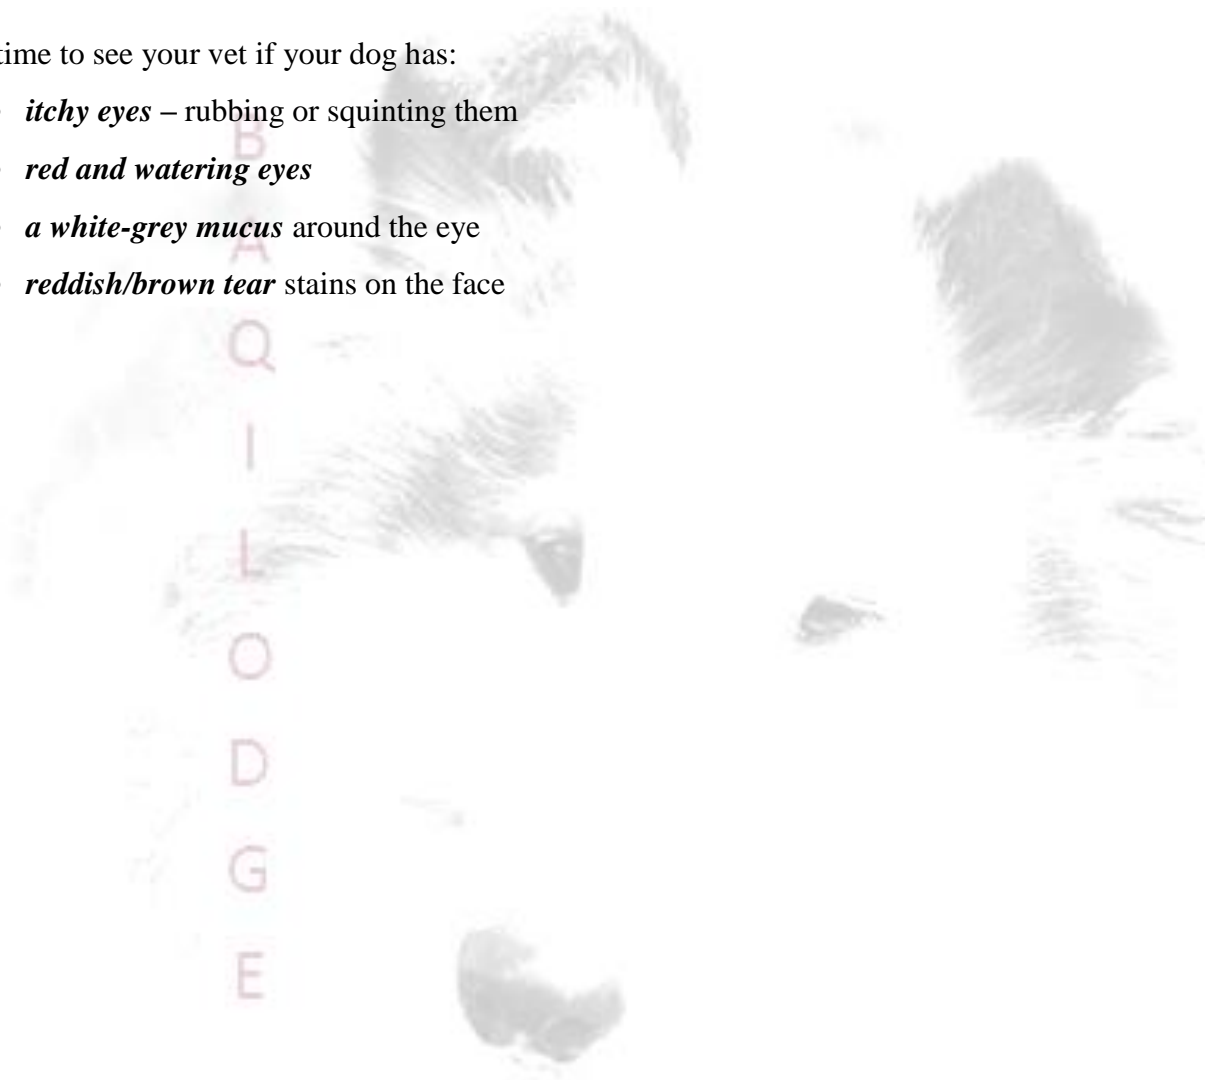 time to see your vet if your dog has:
itchy eyes – rubbing or squinting them
red and watering eyes
a white-grey mucus around the eye
reddish/brown tear stains on the face
B
A
Q
I
L
O
D
G
E